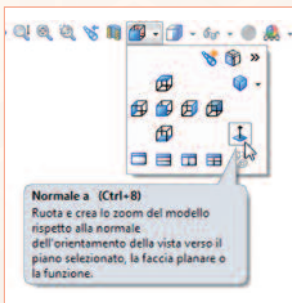 Normale a (Ctrl+8)
Ruota e crea lo zoom del modello
rispetto alla normale
dell'orientamento della vista verso il
piano selezionato, la faccia planare o
la funzione.